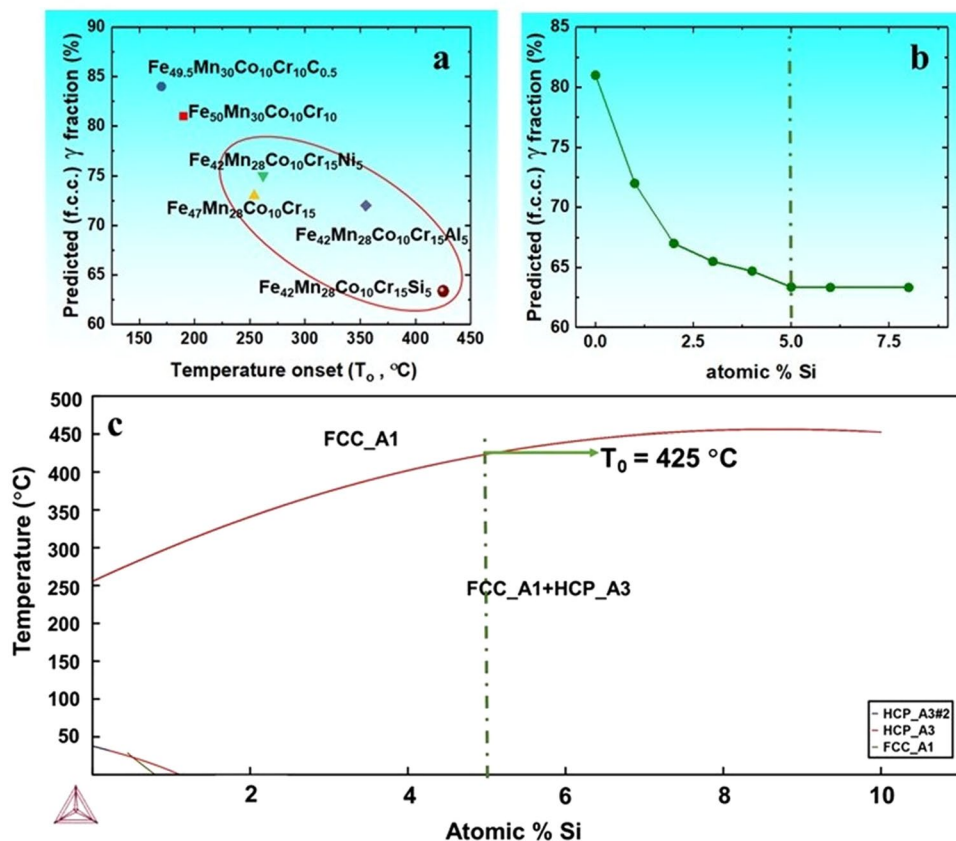 a
Predicted (f.c.c.) γ fraction (%)
90
85
80
75
70
65
60
Fe₄₉.₅Mn₃₀Co₁₀Cr₁₀C₀.₅
Fe₅₀Mn₃₀Co₁₀Cr₁₀
Fe₄₂Mn₂₈Co₁₀Cr₁₅Ni₅
Fe₄₇Mn₂₈Co₁₀Cr₁₅
Fe₄₂Mn₂₈Co₁₀Cr₁₅Al₅
Fe₄₂Mn₂₈Co₁₀Cr₁₅Si₅
150 200 250 300 350 400 450
Temperature onset (Tₒ , ºC)
b
Predicted (f.c.c.) γ fraction (%)
85
80
75
70
65
60
0.0 2.5 5.0 7.5
atomic % Si
c
Temperature (°C)
500
450
400
350
300
250
200
150
100
50
FCC_A1
T₀ = 425 °C
FCC_A1+HCP_A3
HCP_A3#2
HCP_A3
FCC_A1
2 4 6 8 10
Atomic % Si